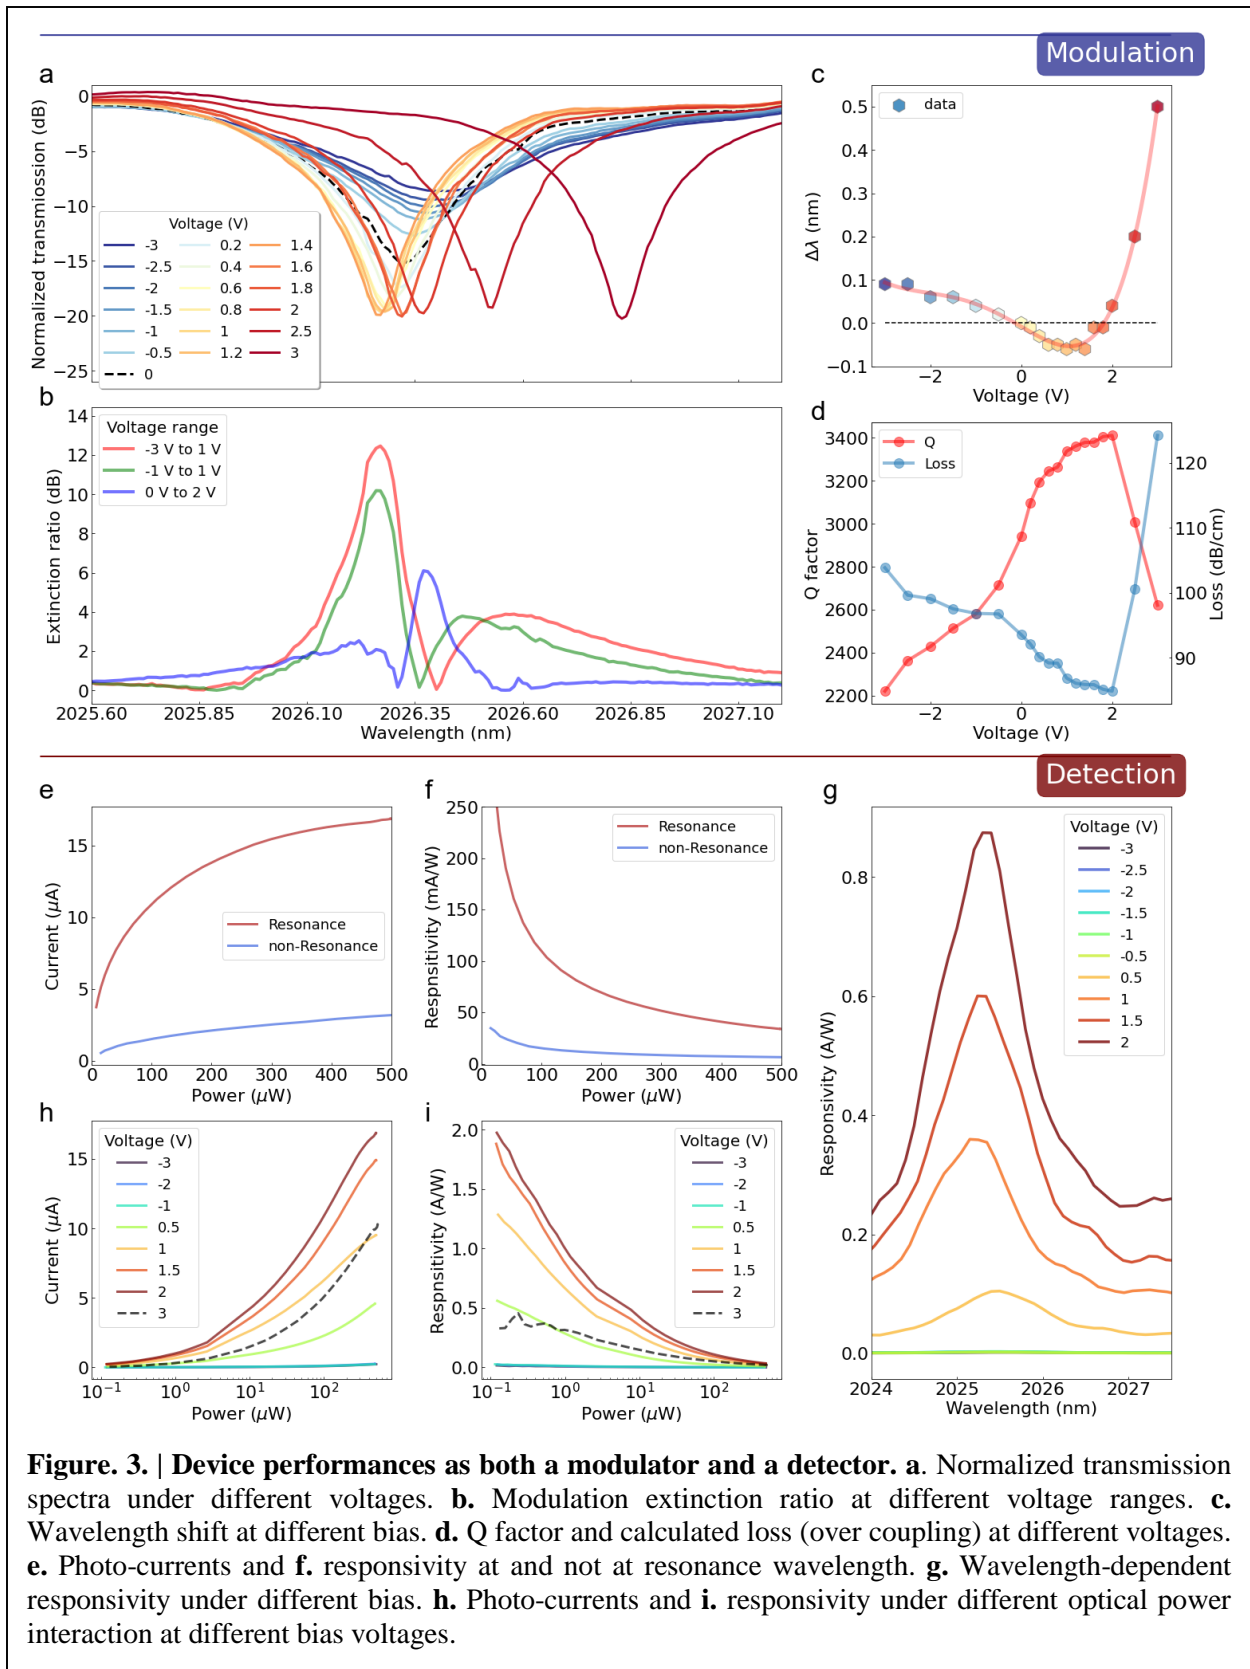 Modulation
a
Normalized transmiossion (dB)
0
−5
−10
−15
−20
−25
Voltage (V)
-3 0.2 1.4
-2.5 0.4 1.6
-2 0.6 1.8
-1.5 0.8 2
-1 1 2.5
-0.5 1.2 3
0
b
Extinction ratio (dB)
14
12
10
8
6
4
2
0
Voltage range
-3 V to 1 V
-1 V to 1 V
0 V to 2 V
2025.60 2025.85 2026.10 2026.35 2026.60 2026.85 2027.10
Wavelength (nm)
c
data
Δλ (nm)
0.5
0.4
0.3
0.2
0.1
0.0
−0.1
−2 0 2
Voltage (V)
d
Q
Loss
Q factor
3400
3200
3000
2800
2600
2400
2200
120
110
100
90
Loss (dB/cm)
−2 0 2
Voltage (V)
Detection
e
Current (μA)
15
10
5
0
Resonance
non-Resonance
0 100 200 300 400 500
Power (μW)
f
Respnsitivity (mA/W)
250
200
150
100
50
0
Resonance
non-Resonance
0 100 200 300 400 500
Power (μW)
g
Responsivity (A/W)
0.8
0.6
0.4
0.2
0.0
Voltage (V)
-3
-2.5
-2
-1.5
-1
-0.5
0.5
1
1.5
2
2024 2025 2026 2027
Wavelength (nm)
h
Current (μA)
15
10
5
0
Voltage (V)
-3
-2
-1
0.5
1
1.5
2
3
10⁻¹ 10⁰ 10¹ 10²
Power (μW)
i
Respnsitivity (A/W)
2.0
1.5
1.0
0.5
0.0
Voltage (V)
-3
-2
-1
0.5
1
1.5
2
3
10⁻¹ 10⁰ 10¹ 10²
Power (μW)
Figure. 3. | Device performances as both a modulator and a detector. a. Normalized transmission
spectra under different voltages. b. Modulation extinction ratio at different voltage ranges. c.
Wavelength shift at different bias. d. Q factor and calculated loss (over coupling) at different voltages.
e. Photo-currents and f. responsivity at and not at resonance wavelength. g. Wavelength-dependent
responsivity under different bias. h. Photo-currents and i. responsivity under different optical power
interaction at different bias voltages.